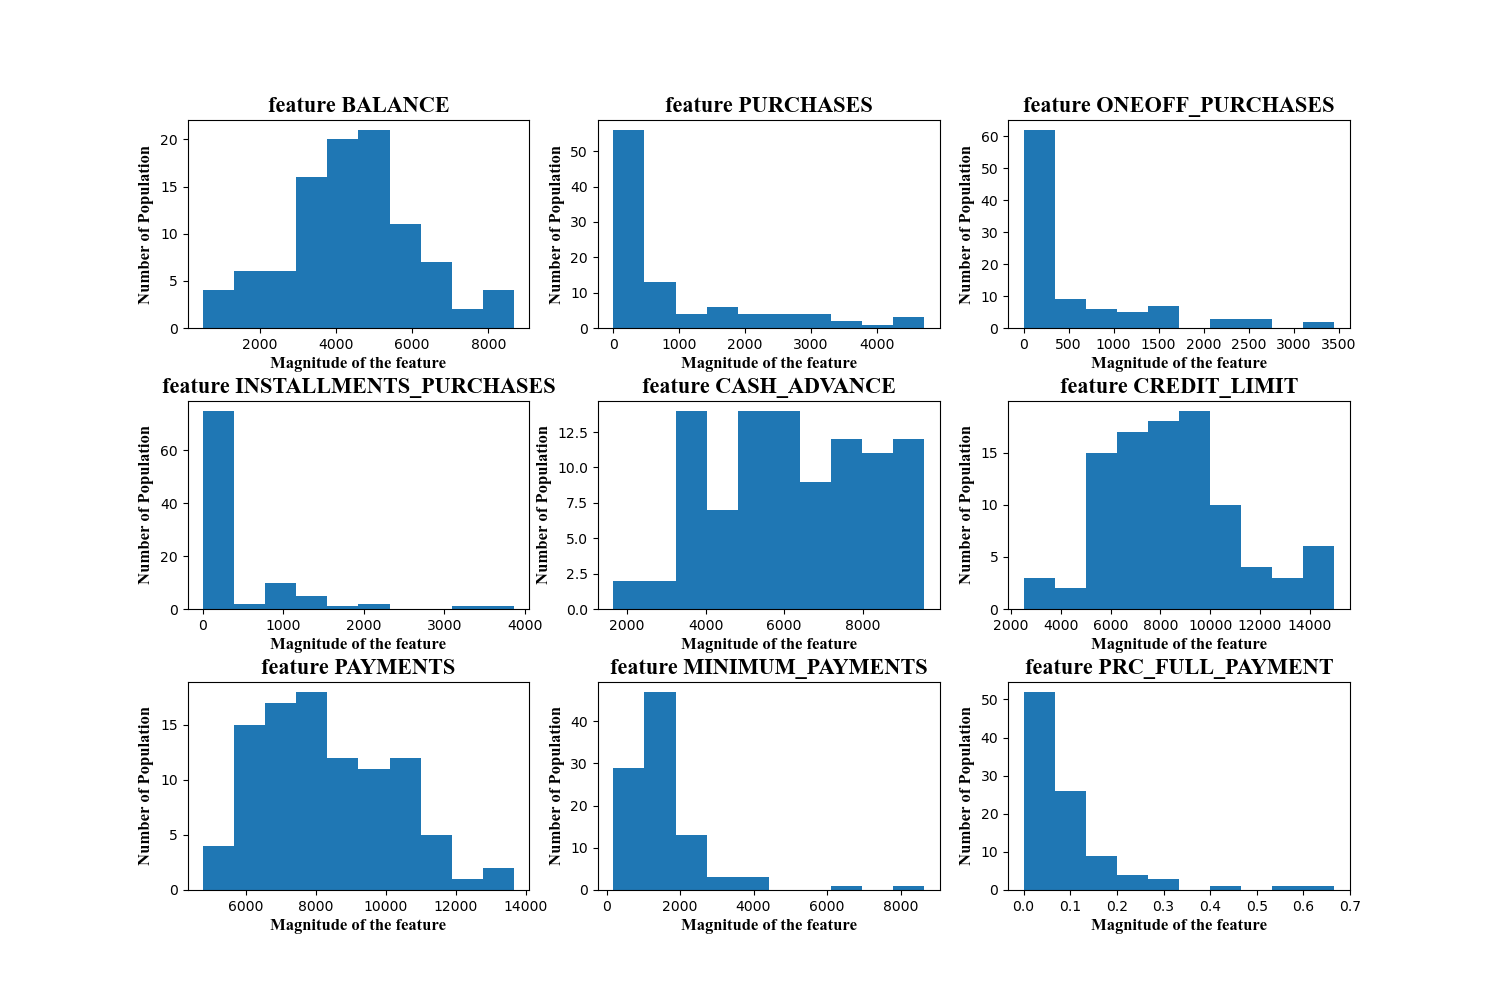 feature BALANCE
Number of Population
20
15
10
5
0
2000 4000 6000 8000
Magnitude of the feature
feature PURCHASES
Number of Population
50
40
30
20
10
0
0 1000 2000 3000 4000
Magnitude of the feature
feature ONEOFF_PURCHASES
Number of Population
60
50
40
30
20
10
0
0 500 1000 1500 2000 2500 3000 3500
Magnitude of the feature
feature INSTALLMENTS_PURCHASES
Number of Population
60
40
20
0
0 1000 2000 3000 4000
Magnitude of the feature
feature CASH_ADVANCE
Number of Population
12.5
10.0
7.5
5.0
2.5
0.0
2000 4000 6000 8000
Magnitude of the feature
feature CREDIT_LIMIT
Number of Population
15
10
5
0
2000 4000 6000 8000 10000 12000 14000
Magnitude of the feature
feature PAYMENTS
Number of Population
15
10
5
0
6000 8000 10000 12000 14000
Magnitude of the feature
feature MINIMUM_PAYMENTS
Number of Population
40
30
20
10
0
0 2000 4000 6000 8000
Magnitude of the feature
feature PRC_FULL_PAYMENT
Number of Population
50
40
30
20
10
0
0.0 0.1 0.2 0.3 0.4 0.5 0.6 0.7
Magnitude of the feature